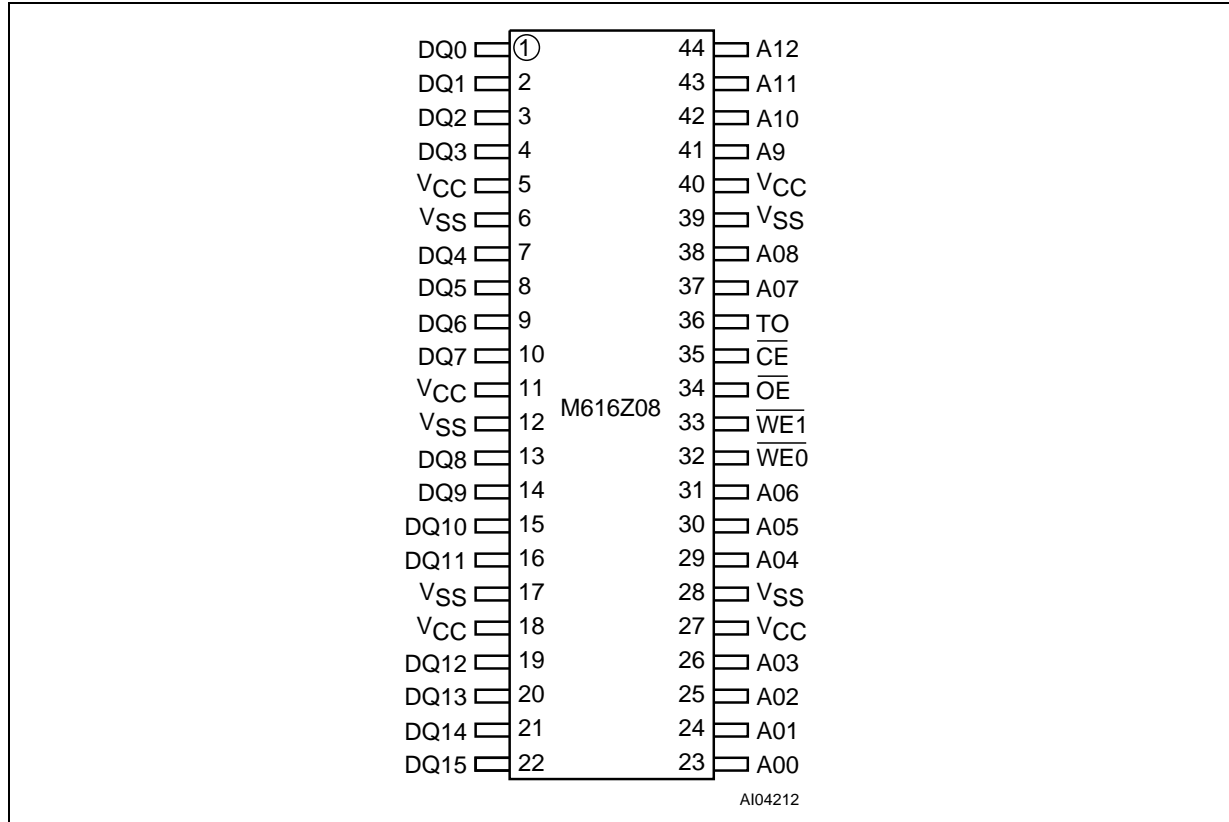 DQ0 1 44 A12
DQ1 2 43 A11
DQ2 3 42 A10
DQ3 4 41 A9
VCC 5 40 VCC
VSS 6 39 VSS
DQ4 7 38 A08
DQ5 8 37 A07
DQ6 9 36 TO
DQ7 10 35 C̅E̅
VCC 11 34 O̅E̅
M616Z08
VSS 12 33 W̅E̅1̅
DQ8 13 32 W̅E̅0̅
DQ9 14 31 A06
DQ10 15 30 A05
DQ11 16 29 A04
VSS 17 28 VSS
VCC 18 27 VCC
DQ12 19 26 A03
DQ13 20 25 A02
DQ14 21 24 A01
DQ15 22 23 A00
AI04212